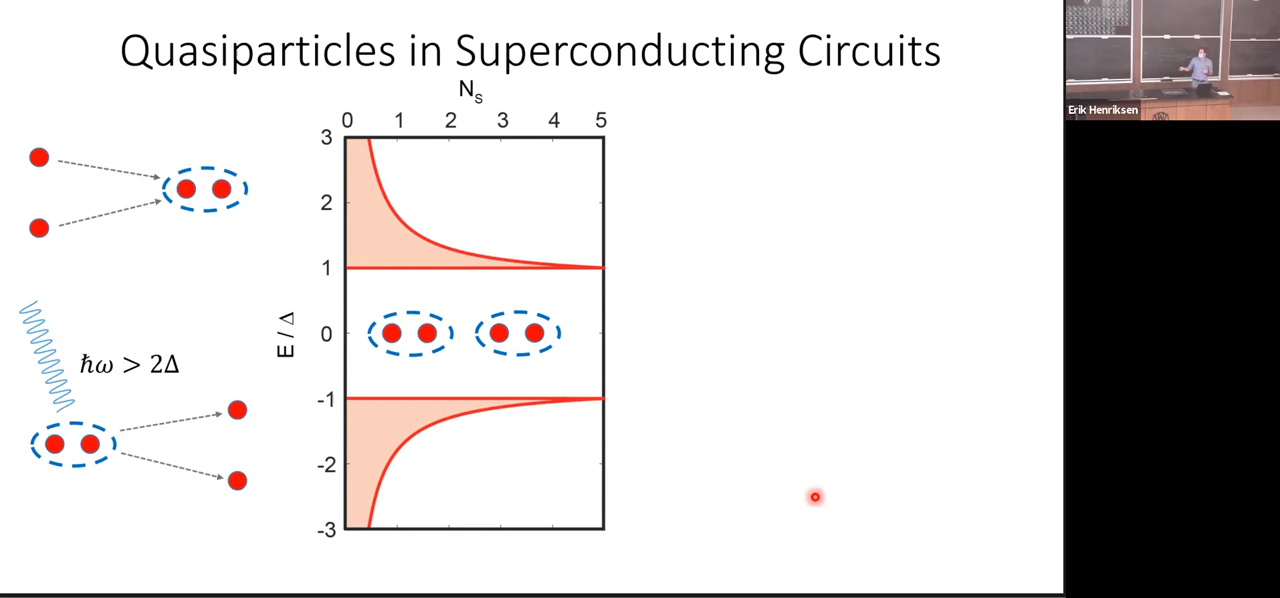 Quasiparticles in Superconducting Circuits
N_S
0 1 2 3 4 5
3
2
1
0
-1
-2
-3
E / Δ
ℏω > 2Δ
Erik Henriksen